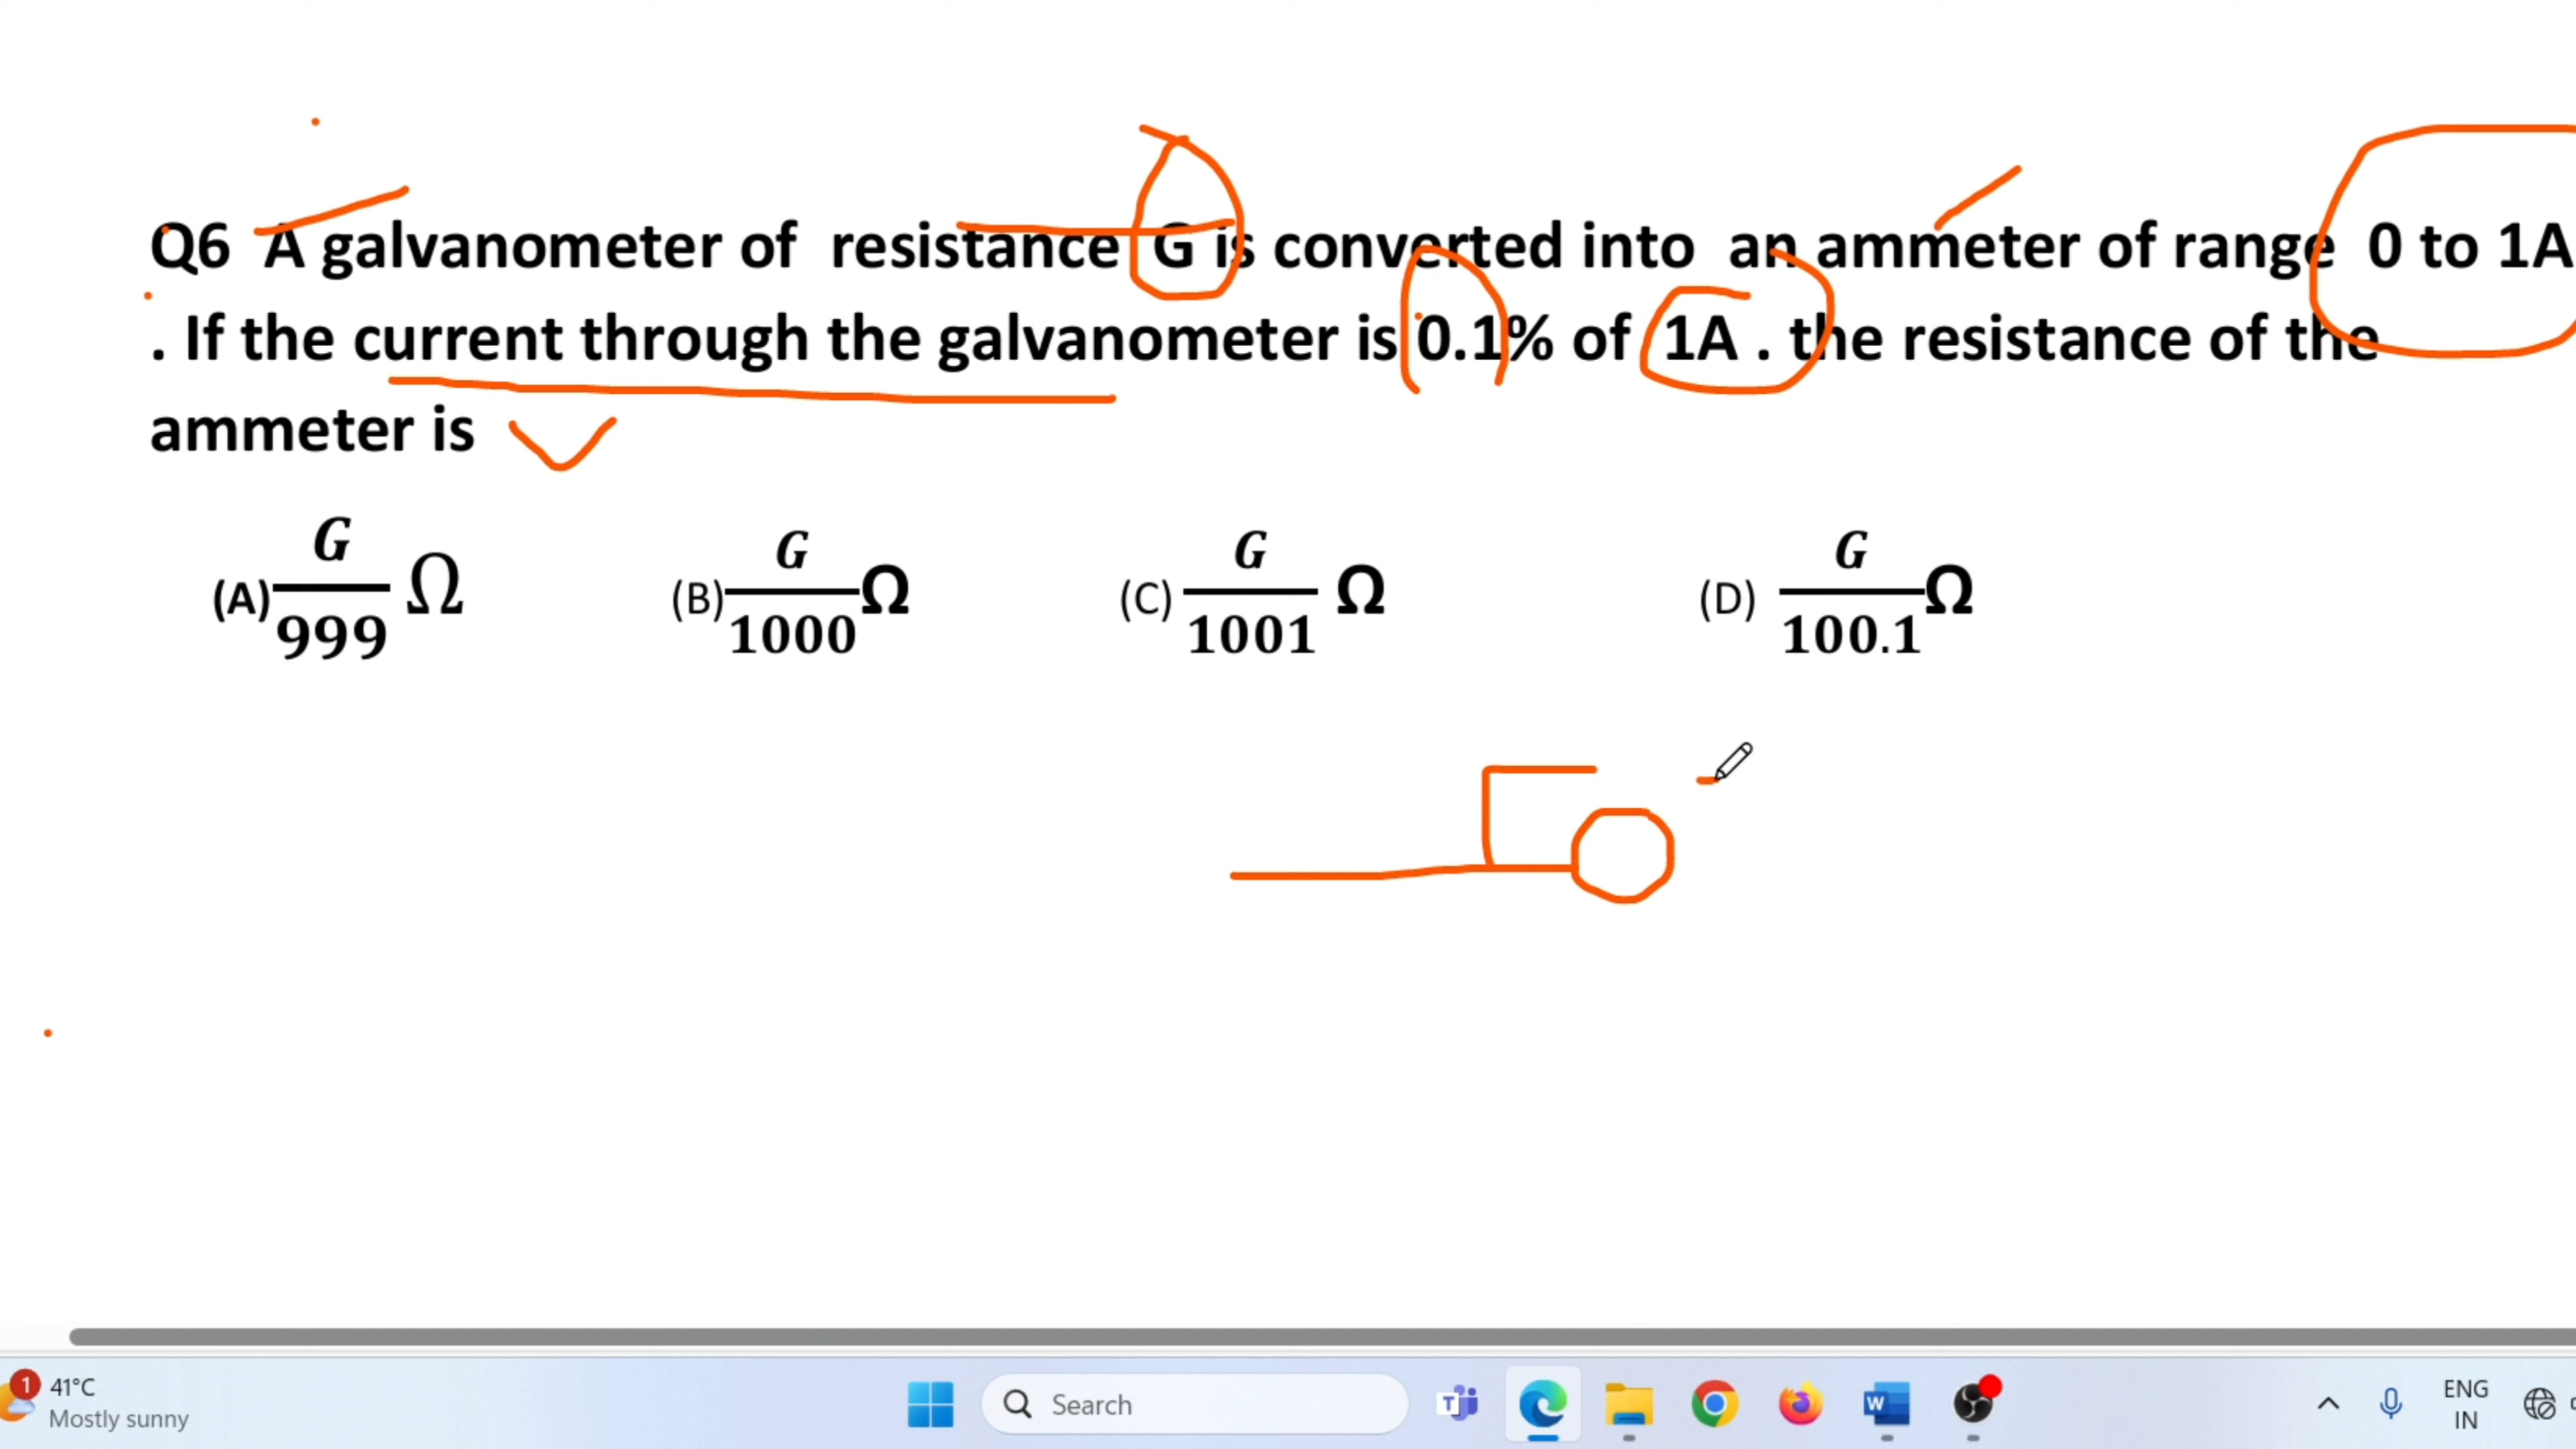 Q6 A galvanometer of resistance G is converted into an ammeter of range 0 to 1A
. If the current through the galvanometer is 0.1% of 1A . the resistance of the
ammeter is
(A) G/999 Ω (B) G/1000 Ω (C) G/1001 Ω (D) G/100.1 Ω
1
41°C
Mostly sunny
Search
ENG
IN